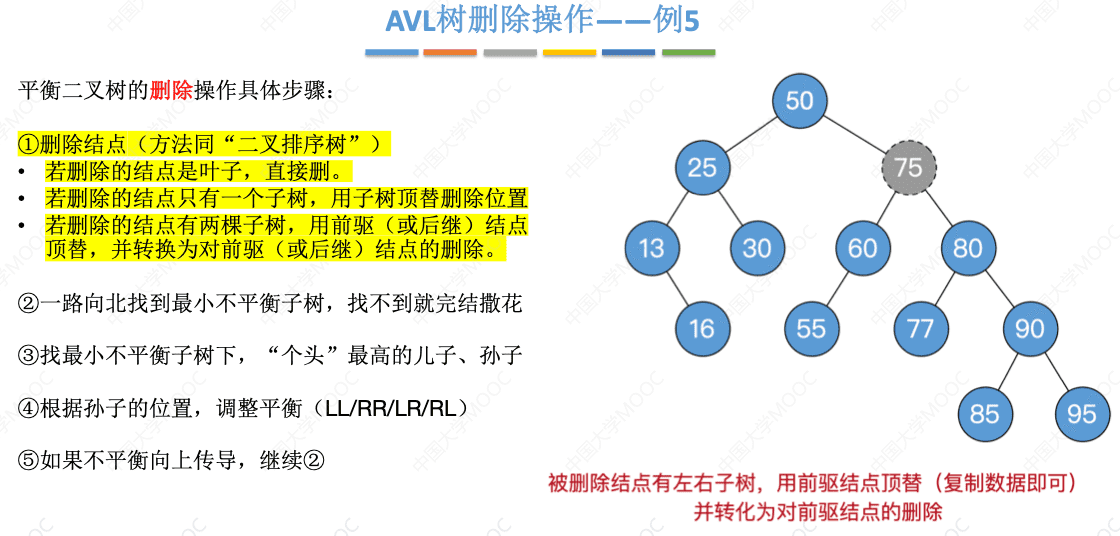 AVL树删除操作——例5
平衡二叉树的删除操作具体步骤：
①删除结点（方法同“二叉排序树”）
• 若删除的结点是叶子，直接删。
• 若删除的结点只有一个子树，用子树顶替删除位置
• 若删除的结点有两棵子树，用前驱（或后继）结点
顶替，并转换为对前驱（或后继）结点的删除。
②一路向北找到最小不平衡子树，找不到就完结撒花
③找最小不平衡子树下，“个头”最高的儿子、孙子
④根据孙子的位置，调整平衡（LL/RR/LR/RL）
⑤如果不平衡向上传导，继续②
50
25 75
13 30 60 80
16 55 77 90
85 95
被删除结点有左右子树，用前驱结点顶替（复制数据即可）
并转化为对前驱结点的删除
中国大学MOOC